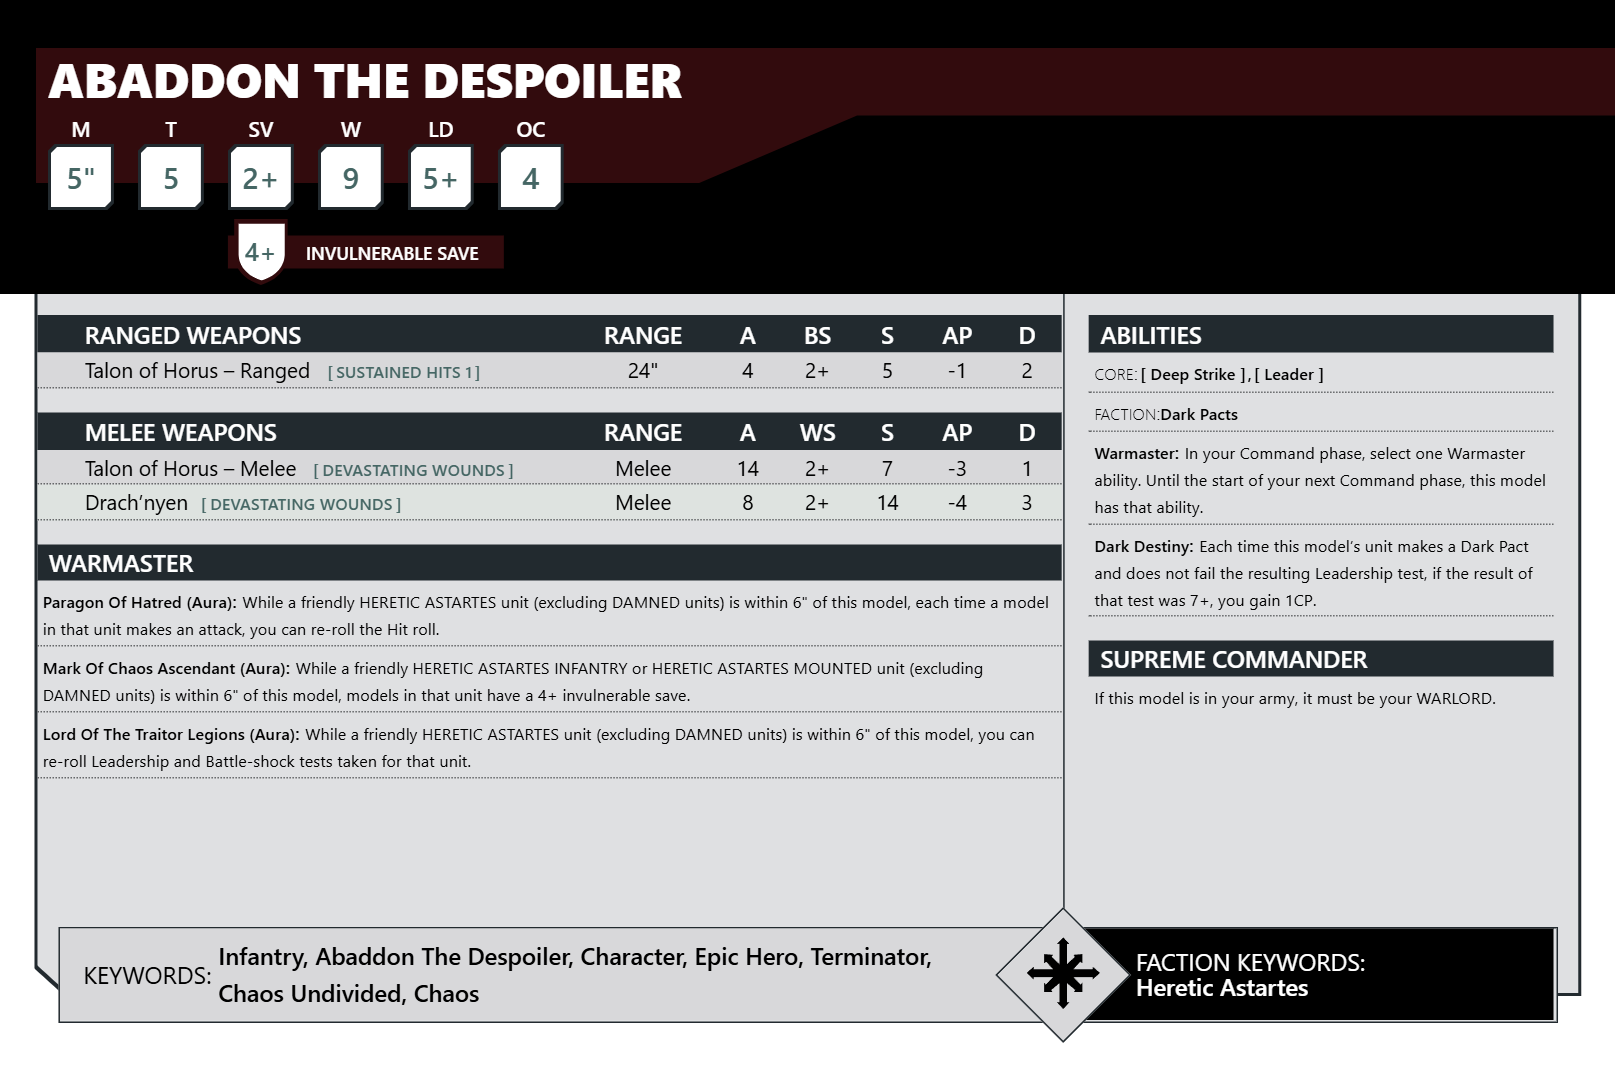 ABADDON THE DESPOILER
M T SV W LD OC
5" 5 2+ 9 5+ 4
4+ INVULNERABLE SAVE
RANGED WEAPONS RANGE A BS S AP D
Talon of Horus – Ranged [ SUSTAINED HITS 1 ] 24" 4 2+ 5 -1 2
MELEE WEAPONS RANGE A WS S AP D
Talon of Horus – Melee [ DEVASTATING WOUNDS ] Melee 14 2+ 7 -3 1
Drach’nyen [ DEVASTATING WOUNDS ] Melee 8 2+ 14 -4 3
WARMASTER
Paragon Of Hatred (Aura): While a friendly HERETIC ASTARTES unit (excluding DAMNED units) is within 6" of this model, each time a model
in that unit makes an attack, you can re-roll the Hit roll.
Mark Of Chaos Ascendant (Aura): While a friendly HERETIC ASTARTES INFANTRY or HERETIC ASTARTES MOUNTED unit (excluding
DAMNED units) is within 6" of this model, models in that unit have a 4+ invulnerable save.
Lord Of The Traitor Legions (Aura): While a friendly HERETIC ASTARTES unit (excluding DAMNED units) is within 6" of this model, you can
re-roll Leadership and Battle-shock tests taken for that unit.
ABILITIES
CORE: [ Deep Strike ] , [ Leader ]
FACTION:Dark Pacts
Warmaster: In your Command phase, select one Warmaster
ability. Until the start of your next Command phase, this model
has that ability.
Dark Destiny: Each time this model’s unit makes a Dark Pact
and does not fail the resulting Leadership test, if the result of
that test was 7+, you gain 1CP.
SUPREME COMMANDER
If this model is in your army, it must be your WARLORD.
KEYWORDS: Infantry, Abaddon The Despoiler, Character, Epic Hero, Terminator,
Chaos Undivided, Chaos
FACTION KEYWORDS:
Heretic Astartes